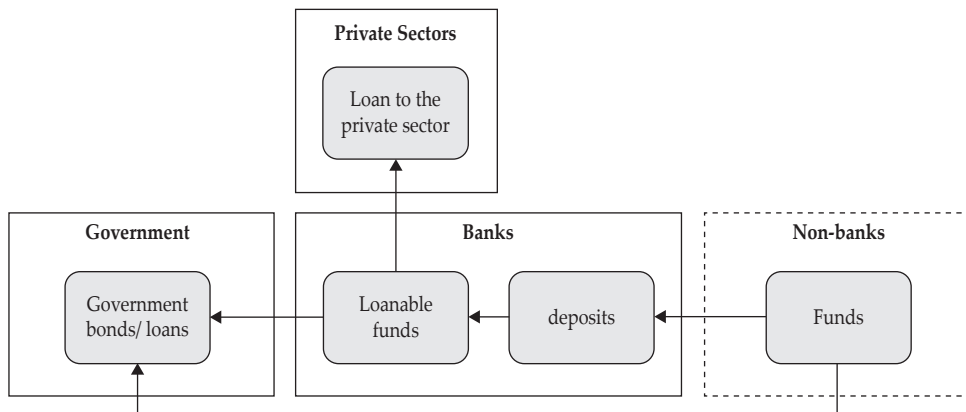 Private Sectors
Loan to the
private sector
Government
Government
bonds/ loans
Banks
Loanable
funds
deposits
Non-banks
Funds